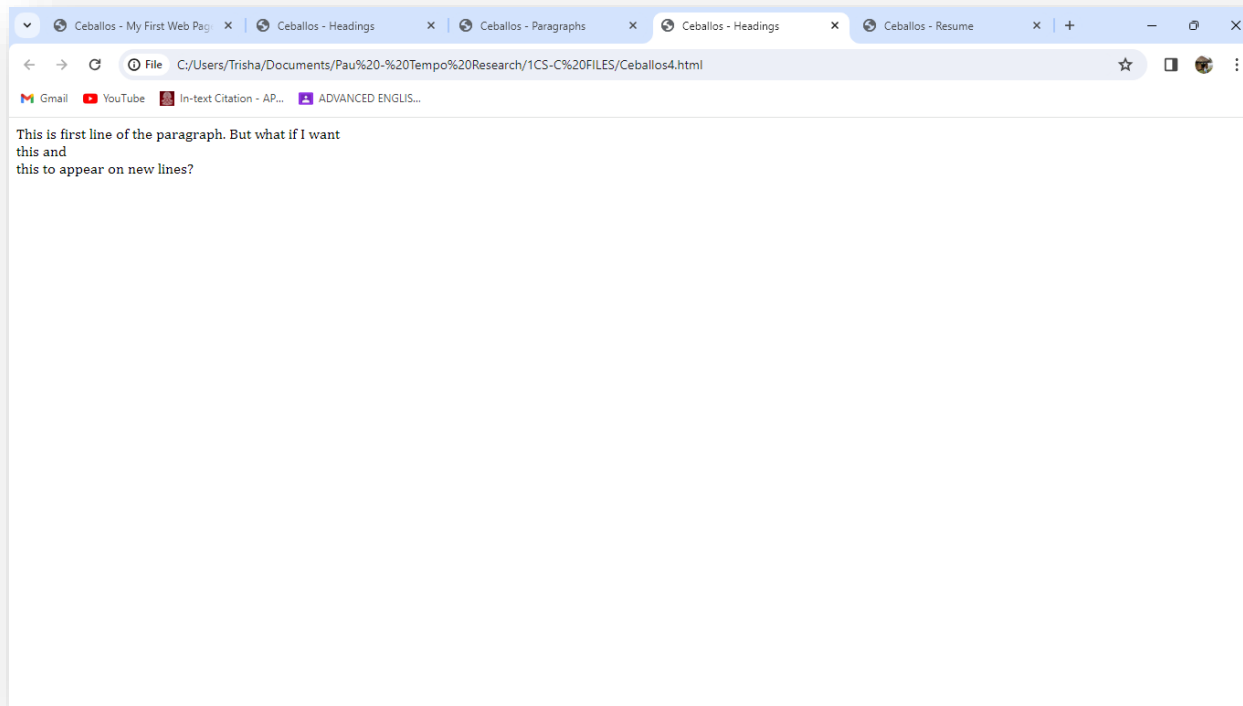 Ceballos - My First Web Pag
Ceballos - Headings
Ceballos - Paragraphs
Ceballos - Headings
Ceballos - Resume
File C:/Users/Trisha/Documents/Pau%20-%20Tempo%20Research/1CS-C%20FILES/Ceballos4.html
Gmail YouTube In-text Citation - AP... ADVANCED ENGLIS...
This is first line of the paragraph. But what if I want
this and
this to appear on new lines?